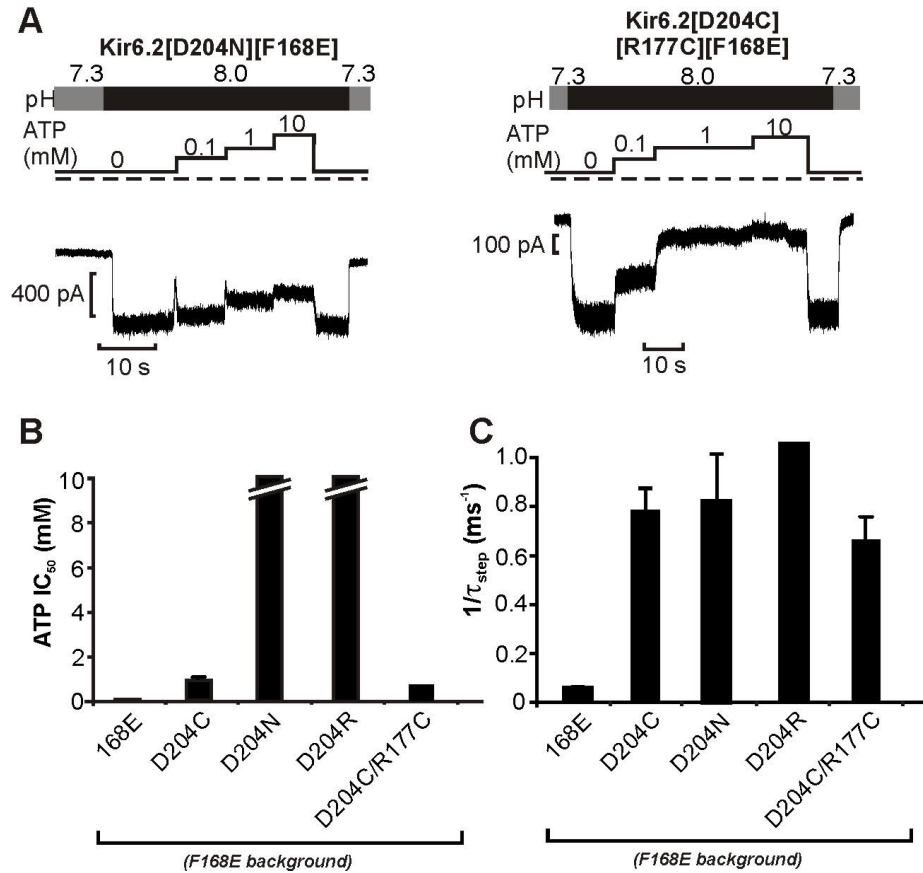 A
Kir6.2[D204N][F168E]
7.3 8.0 7.3
pH
ATP
(mM)
0 0.1 1 10
400 pA
10 s
Kir6.2[D204C]
[R177C][F168E]
7.3 8.0 7.3
pH
ATP
(mM)
0 0.1 1 10
100 pA
10 s
B
ATP IC50 (mM)
10
8
6
4
2
0
168E
D204C
D204N
D204R
D204C/R177C
(F168E background)
C
1/τstep (ms-1)
1.0
0.8
0.6
0.4
0.2
0
168E
D204C
D204N
D204R
D204C/R177C
(F168E background)